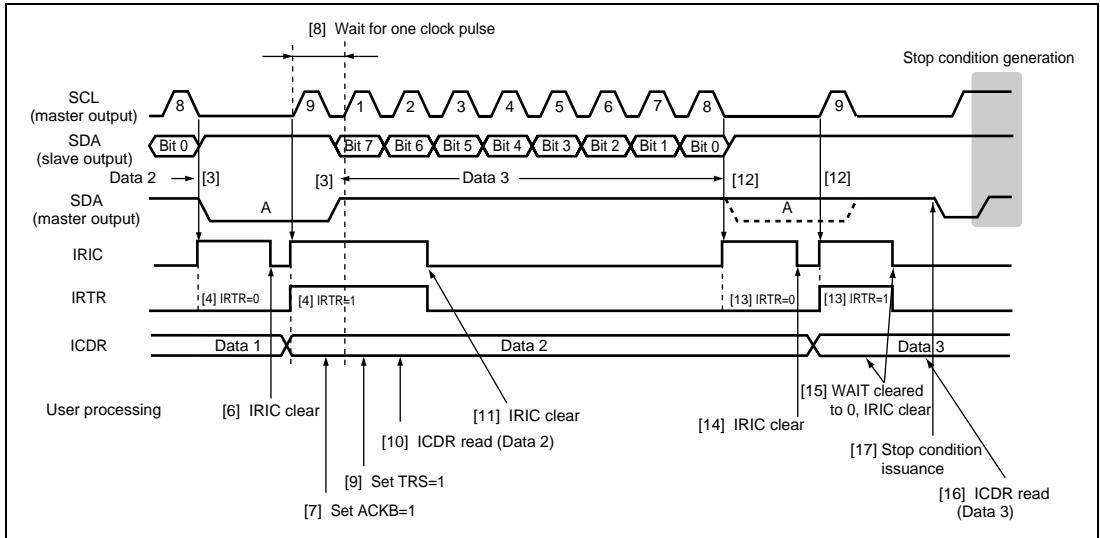 [8] Wait for one clock pulse
Stop condition generation
SCL
(master output)
8 9 1 2 3 4 5 6 7 8 9
SDA
(slave output)
Bit 0 Bit 7 Bit 6 Bit 5 Bit 4 Bit 3 Bit 2 Bit 1 Bit 0
Data 2 [3] [3] Data 3 [12] [12]
SDA
(master output)
A A
IRIC
IRTR
[4] IRTR=0 [4] IRTR=1 [13] IRTR=0 [13] IRTR=1
ICDR
Data 1 Data 2 Data 3
User processing
[6] IRIC clear
[11] IRIC clear
[14] IRIC clear
[15] WAIT cleared
to 0, IRIC clear
[10] ICDR read (Data 2)
[17] Stop condition
issuance
[9] Set TRS=1
[16] ICDR read
(Data 3)
[7] Set ACKB=1